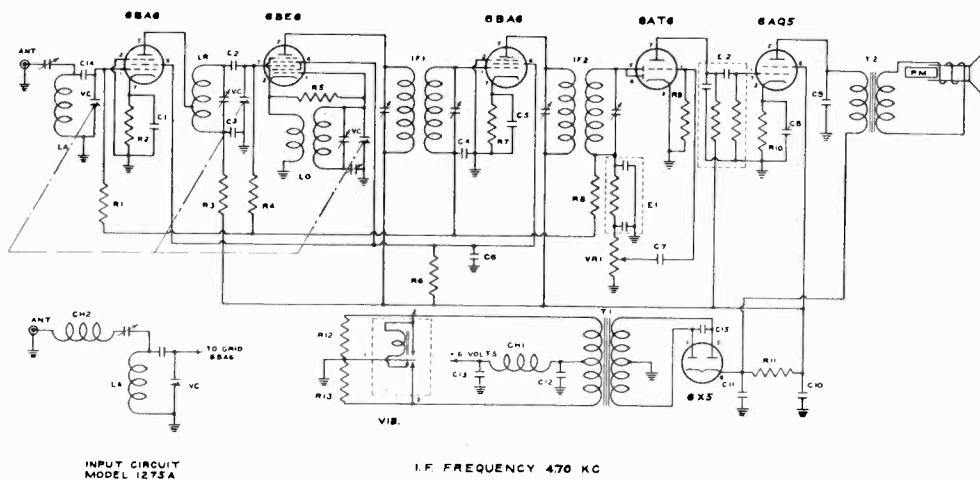 6BA6 6BE6 6BA6 6AT6 6AQ5
ANT
C14
VC
LA
R1
R2
C1
LR
C2
VC
C3
R3
R4
R5
LO
VC
IF1
C4
R7
C5
R6
C6
IF2
R8
E1
VR1
C7
R9
E2
R10
C8
C9
T2
PM
ANT
CH2
TO GRID
6BA6
LA
VC
INPUT CIRCUIT
MODEL 1275A
R12
R13
VIB.
+6 VOLTS
CH1
C13
C12
T1
C15
6X5
C11
R11
C10
I.F. FREQUENCY 470 KC